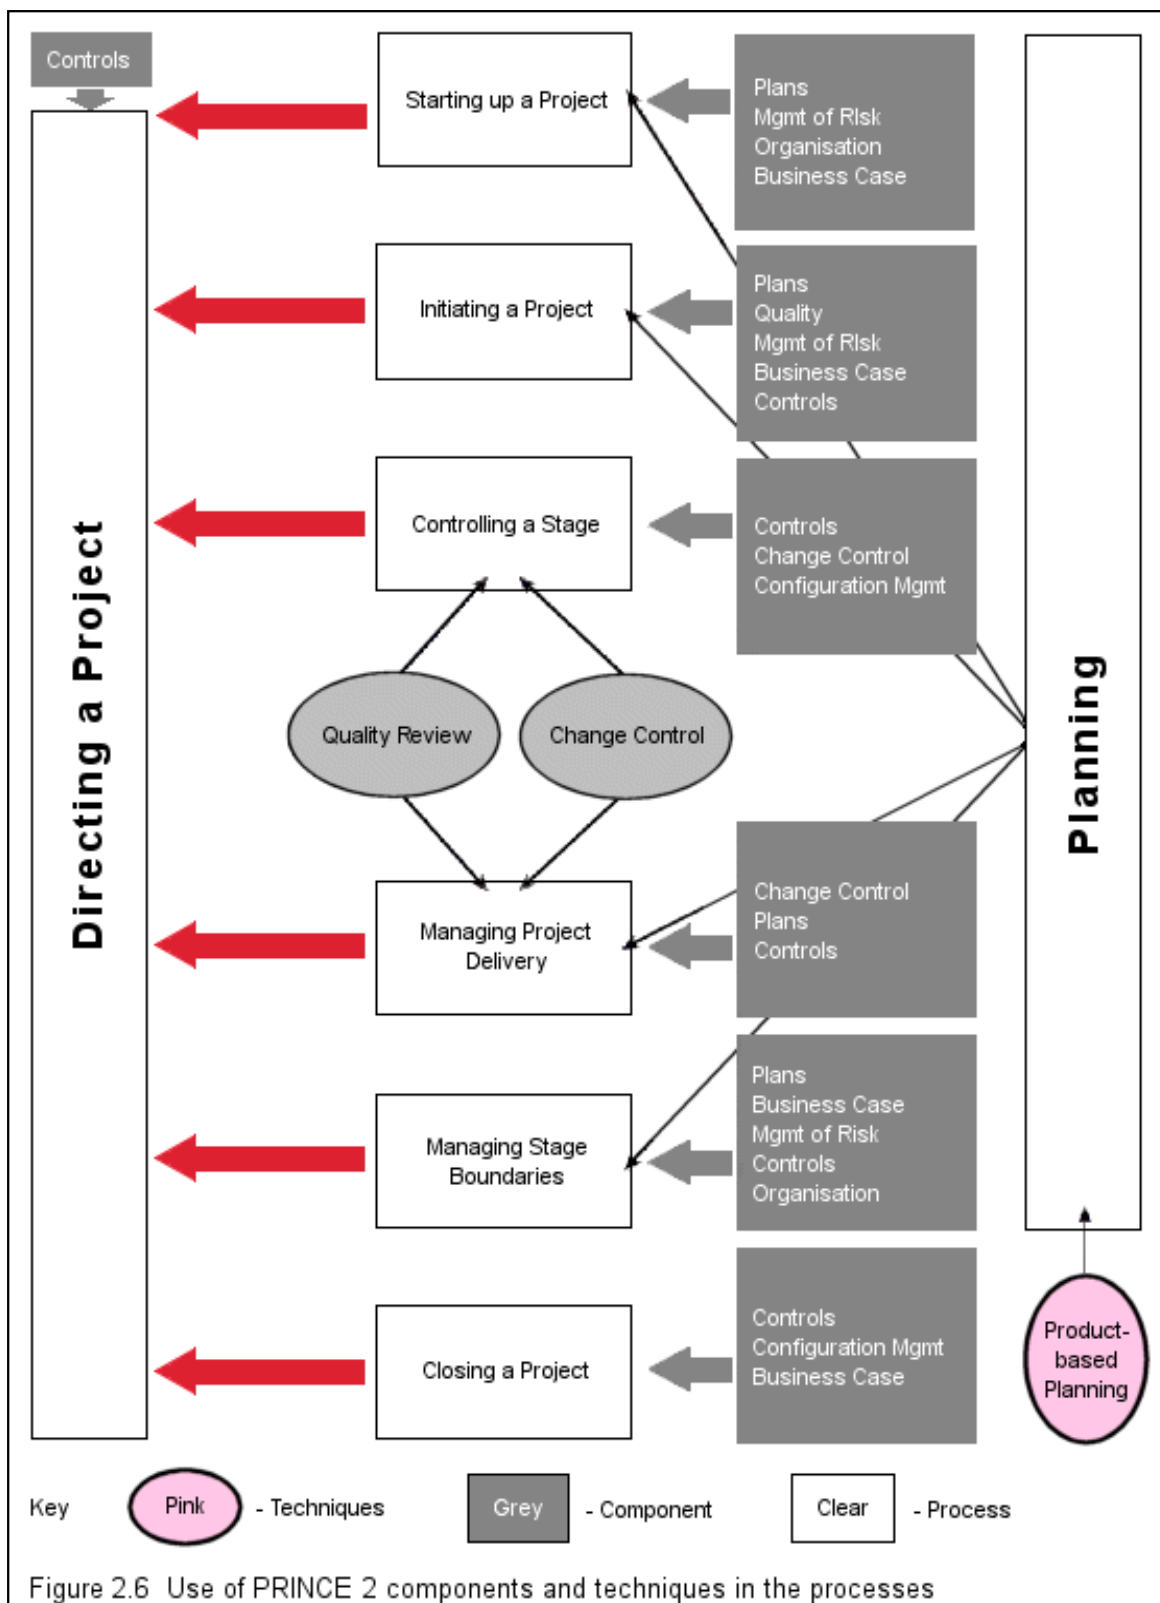 Controls
Starting up a Project
Plans
Mgmt of RIsk
Organisation
Business Case
Initiating a Project
Plans
Quality
Mgmt of RIsk
Business Case
Controls
Controlling a Stage
Controls
Change Control
Configuration Mgmt
Directing a Project
Planning
Quality Review
Change Control
Managing Project
Delivery
Change Control
Plans
Controls
Managing Stage
Boundaries
Plans
Business Case
Mgmt of Risk
Controls
Organisation
Closing a Project
Controls
Configuration Mgmt
Business Case
Product-
based
Planning
Key
Pink
- Techniques
Grey
- Component
Clear
- Process
Figure 2.6 Use of PRINCE 2 components and techniques in the processes